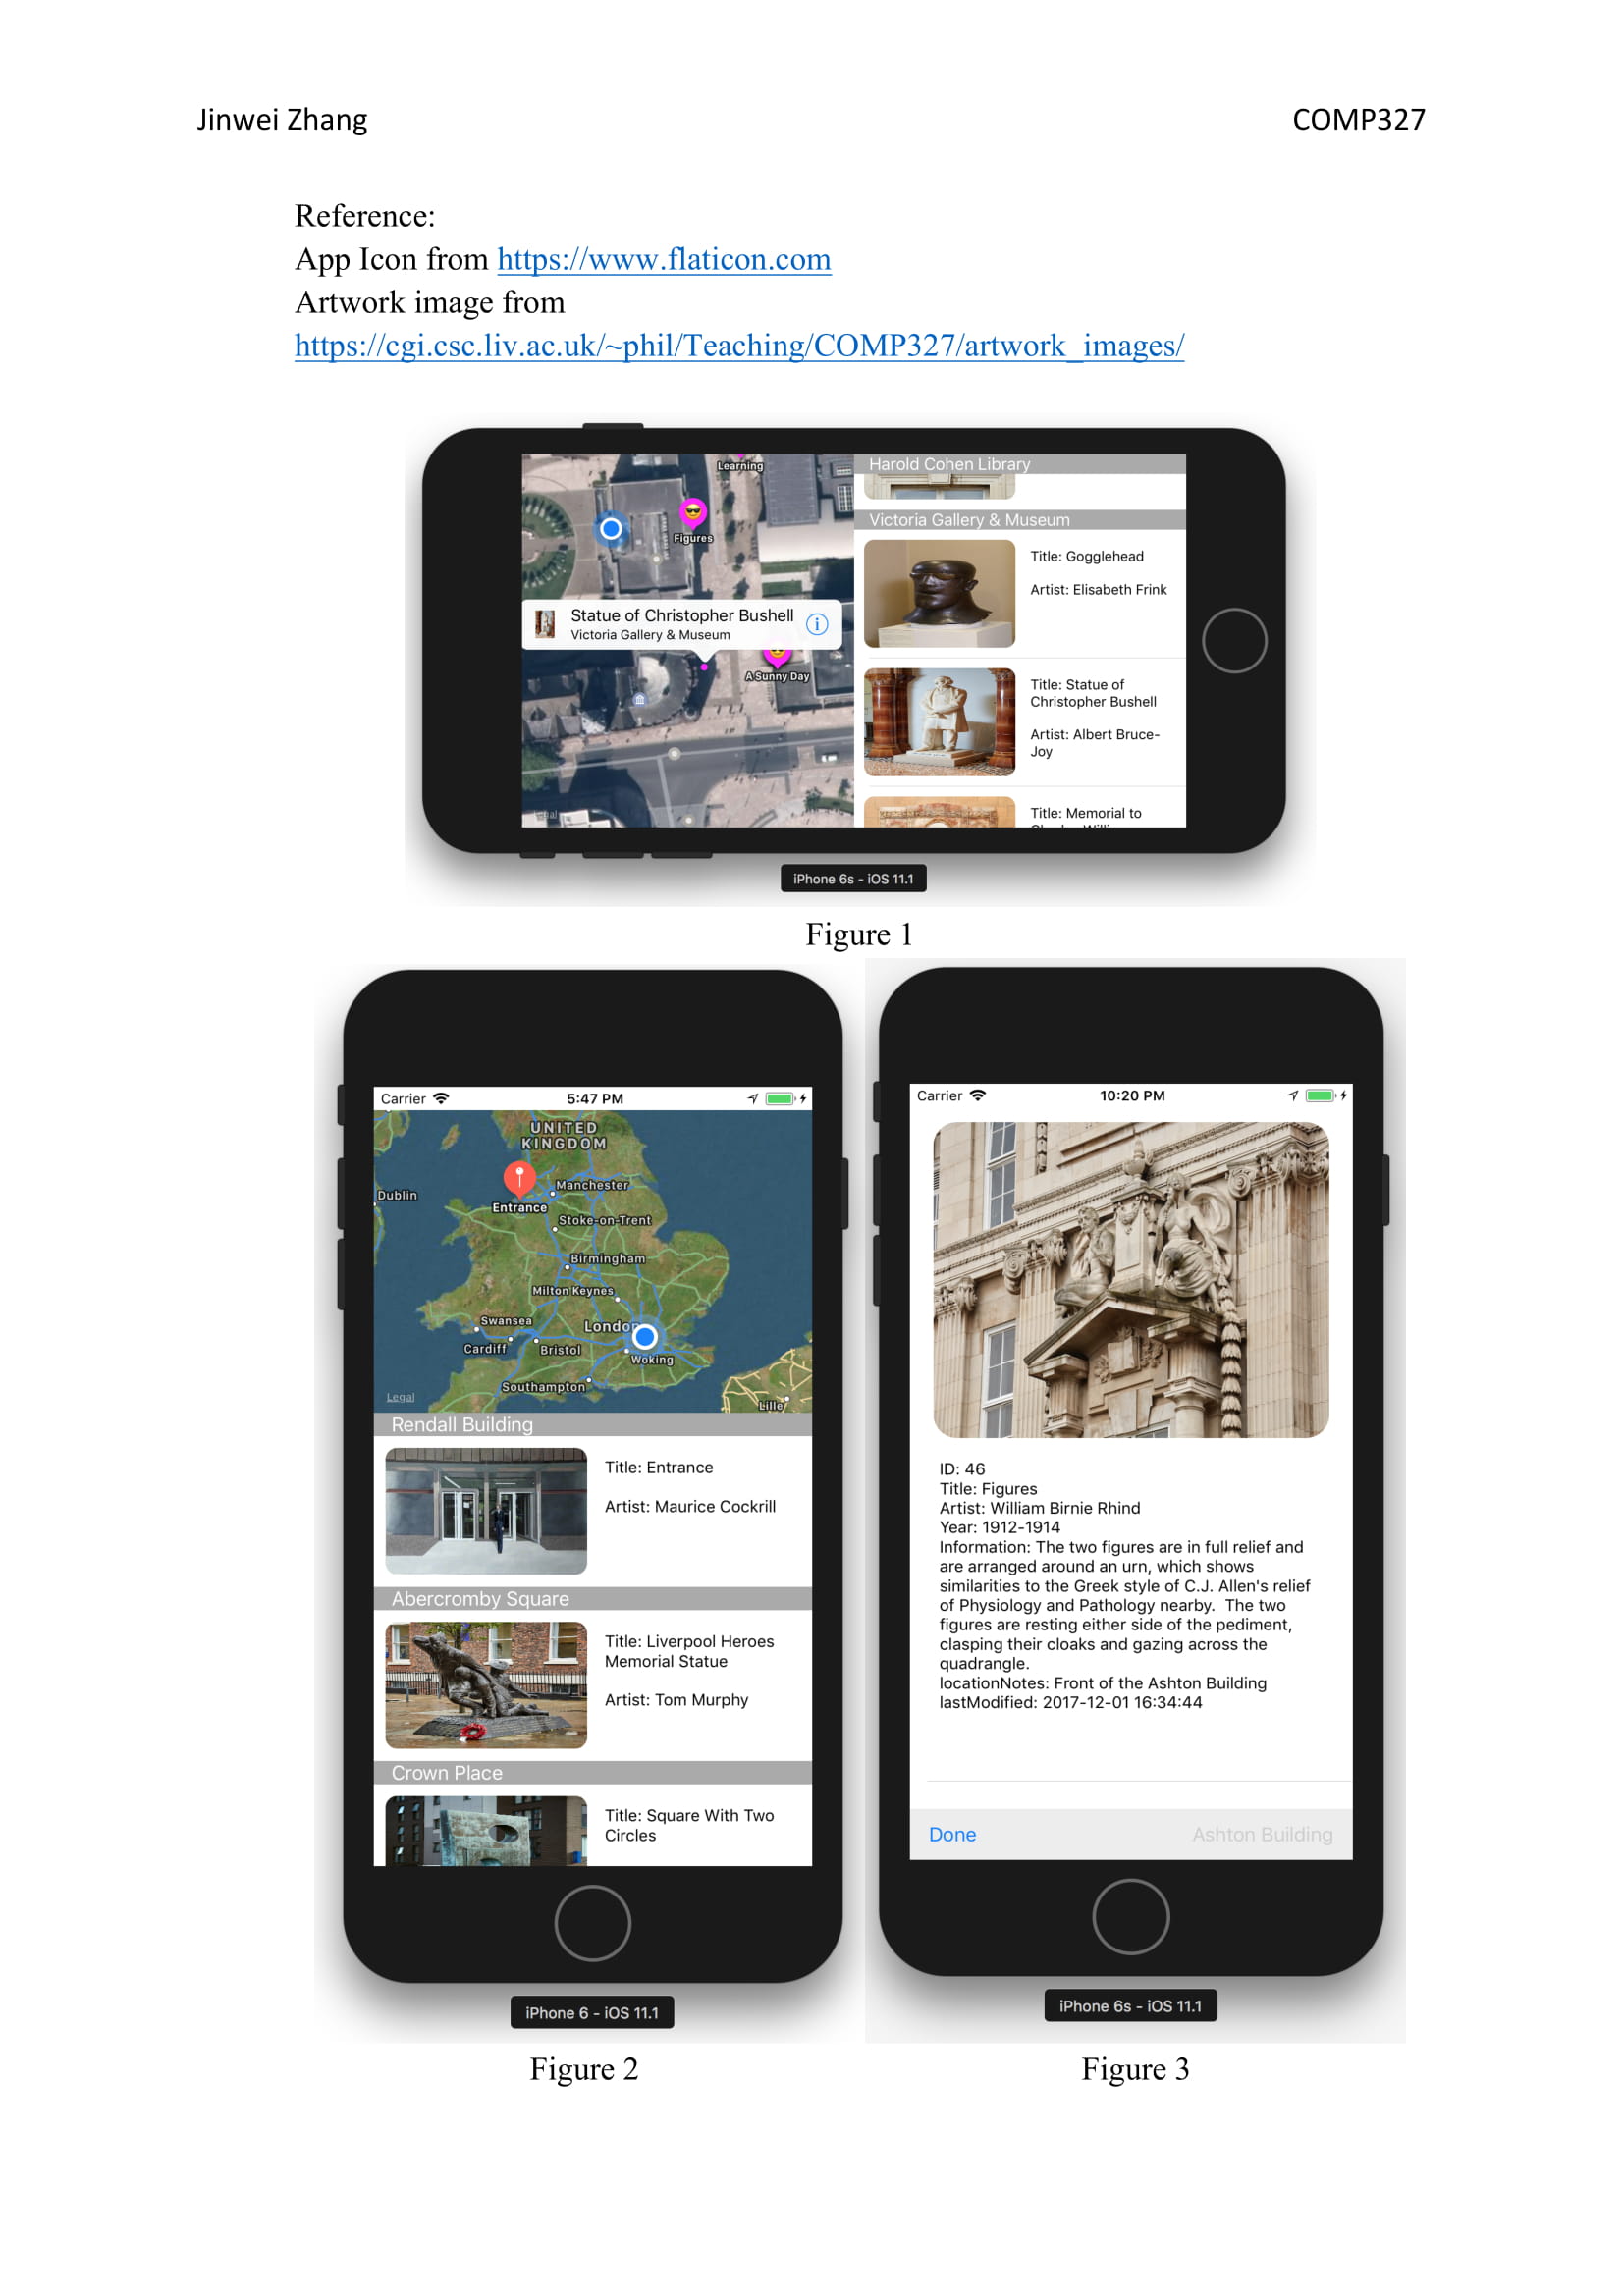 Jinwei Zhang
COMP327
Reference:
App Icon from https://www.flaticon.com
Artwork image from
https://cgi.csc.liv.ac.uk/~phil/Teaching/COMP327/artwork_images/
Learning
Figures
Statue of Christopher Bushell
Victoria Gallery & Museum
A Sunny Day
Harold Cohen Library
Victoria Gallery & Museum
Title: Gogglehead
Artist: Elisabeth Frink
Title: Statue of
Christopher Bushell
Artist: Albert Bruce-
Joy
Title: Memorial to
iPhone 6s - iOS 11.1
Figure 1
Carrier
5:47 PM
UNITED
KINGDOM
Dublin
Manchester
Entrance
Stoke-on-Trent
Birmingham
Milton Keynes
Swansea
London
Cardiff
Bristol
Woking
Southampton
Legal
Lille
Rendall Building
Title: Entrance
Artist: Maurice Cockrill
Abercromby Square
Title: Liverpool Heroes
Memorial Statue
Artist: Tom Murphy
Crown Place
Title: Square With Two
Circles
iPhone 6 - iOS 11.1
Figure 2
Carrier
10:20 PM
ID: 46
Title: Figures
Artist: William Birnie Rhind
Year: 1912-1914
Information: The two figures are in full relief and
are arranged around an urn, which shows
similarities to the Greek style of C.J. Allen's relief
of Physiology and Pathology nearby.  The two
figures are resting either side of the pediment,
clasping their cloaks and gazing across the
quadrangle.
locationNotes: Front of the Ashton Building
lastModified: 2017-12-01 16:34:44
Done
Ashton Building
iPhone 6s - iOS 11.1
Figure 3